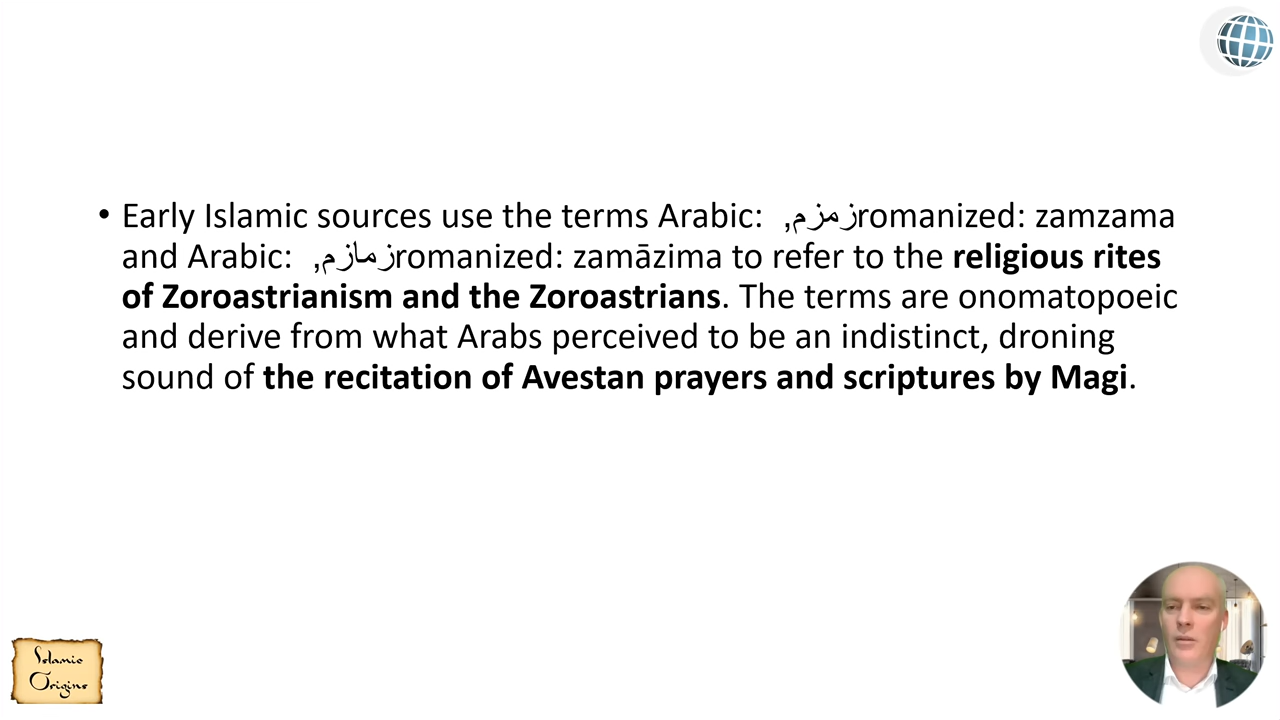 • Early Islamic sources use the terms Arabic: زمزم, romanized: zamzama
and Arabic: زمازم, romanized: zamāzima to refer to the religious rites
of Zoroastrianism and the Zoroastrians. The terms are onomatopoeic
and derive from what Arabs perceived to be an indistinct, droning
sound of the recitation of Avestan prayers and scriptures by Magi.
Islamic
Origins